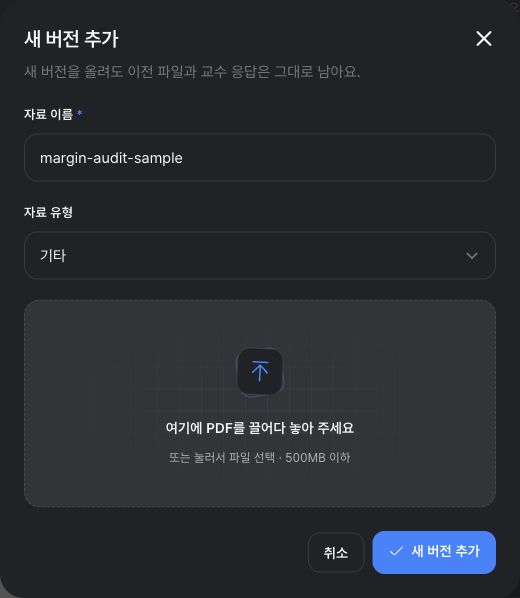 새 버전 추가
새 버전을 올려도 이전 파일과 교수 응답은 그대로 남아요.
자료 이름 *
margin-audit-sample
자료 유형
기타
여기에 PDF를 끌어다 놓아 주세요
또는 눌러서 파일 선택 · 500MB 이하
취소
새 버전 추가